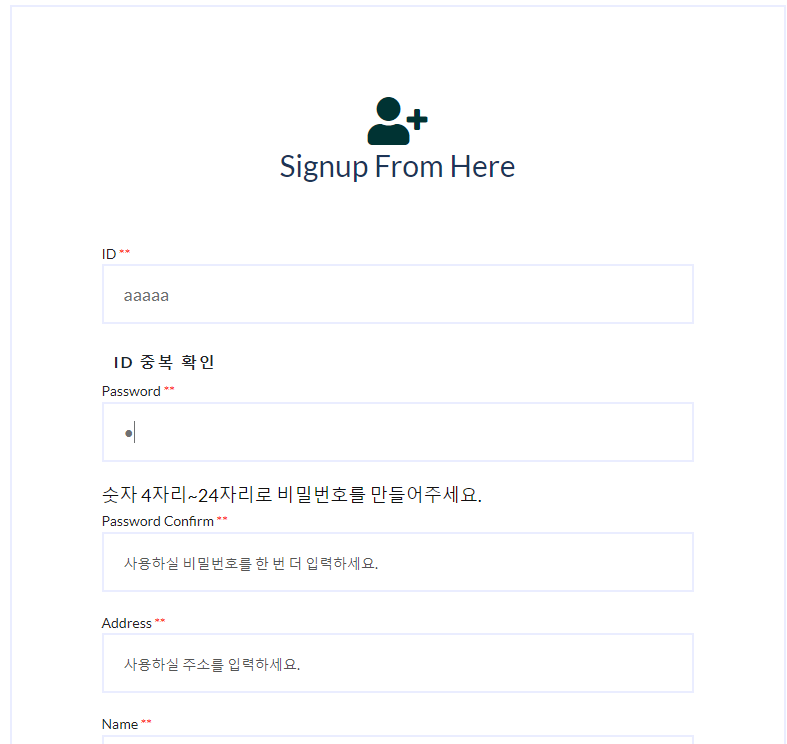 Signup From Here
ID **
aaaaa
ID 중복 확인
Password **
•
숫자 4자리~24자리로 비밀번호를 만들어주세요.
Password Confirm **
사용하실 비밀번호를 한 번 더 입력하세요.
Address **
사용하실 주소를 입력하세요.
Name **